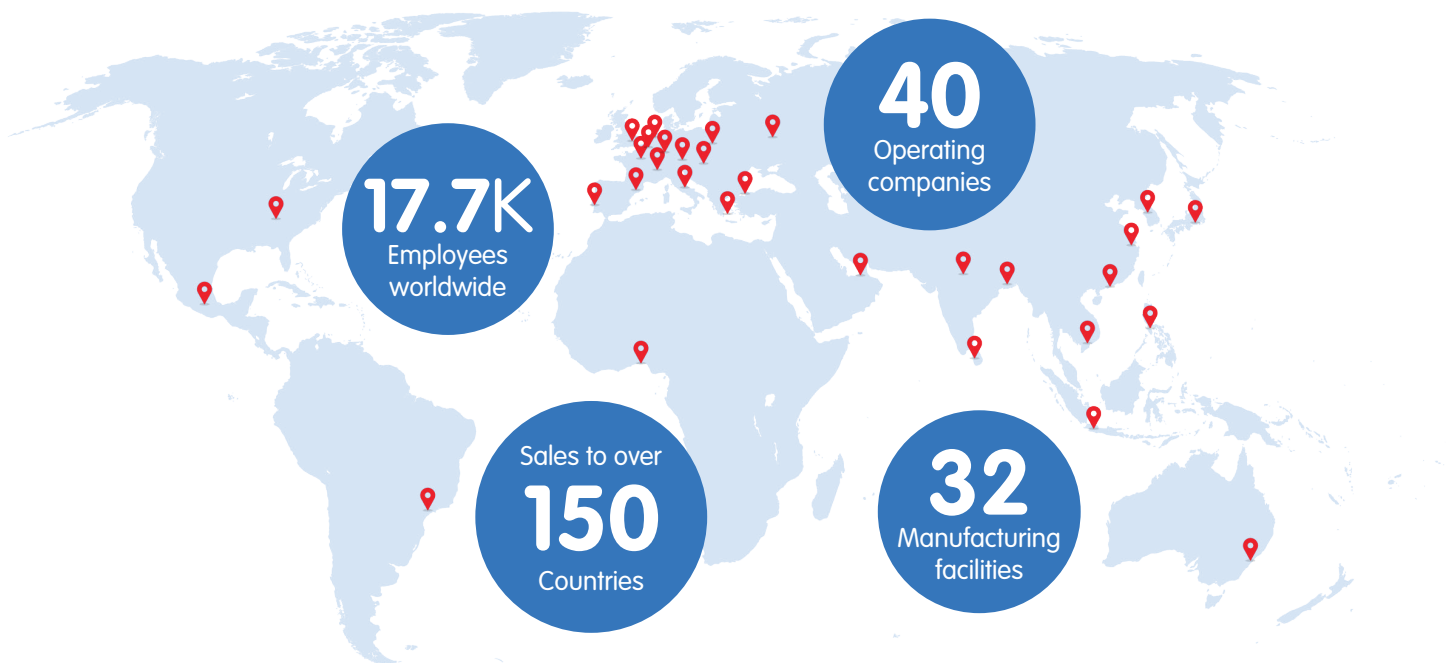 40
Operating
companies
17.7K
Employees
worldwide
Sales to over
150
Countries
32
Manufacturing
facilities